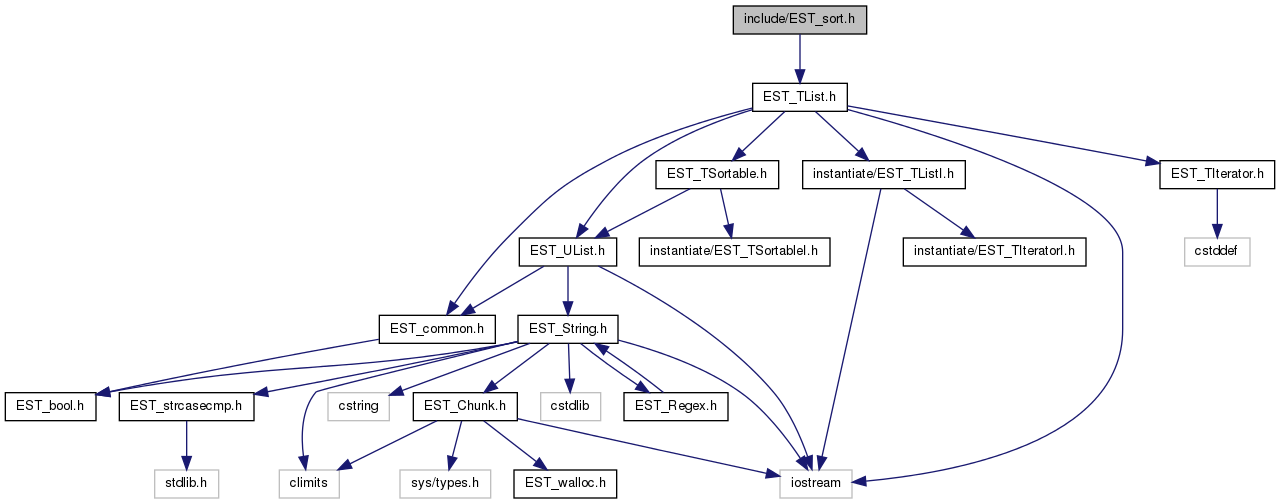 include/EST_sort.h
EST_TList.h
EST_TSortable.h
instantiate/EST_TListI.h
EST_TIterator.h
EST_UList.h
instantiate/EST_TSortableI.h
instantiate/EST_TIteratorI.h
cstddef
EST_common.h
EST_String.h
EST_bool.h
EST_strcasecmp.h
cstring
EST_Chunk.h
cstdlib
EST_Regex.h
stdlib.h
climits
sys/types.h
EST_walloc.h
iostream